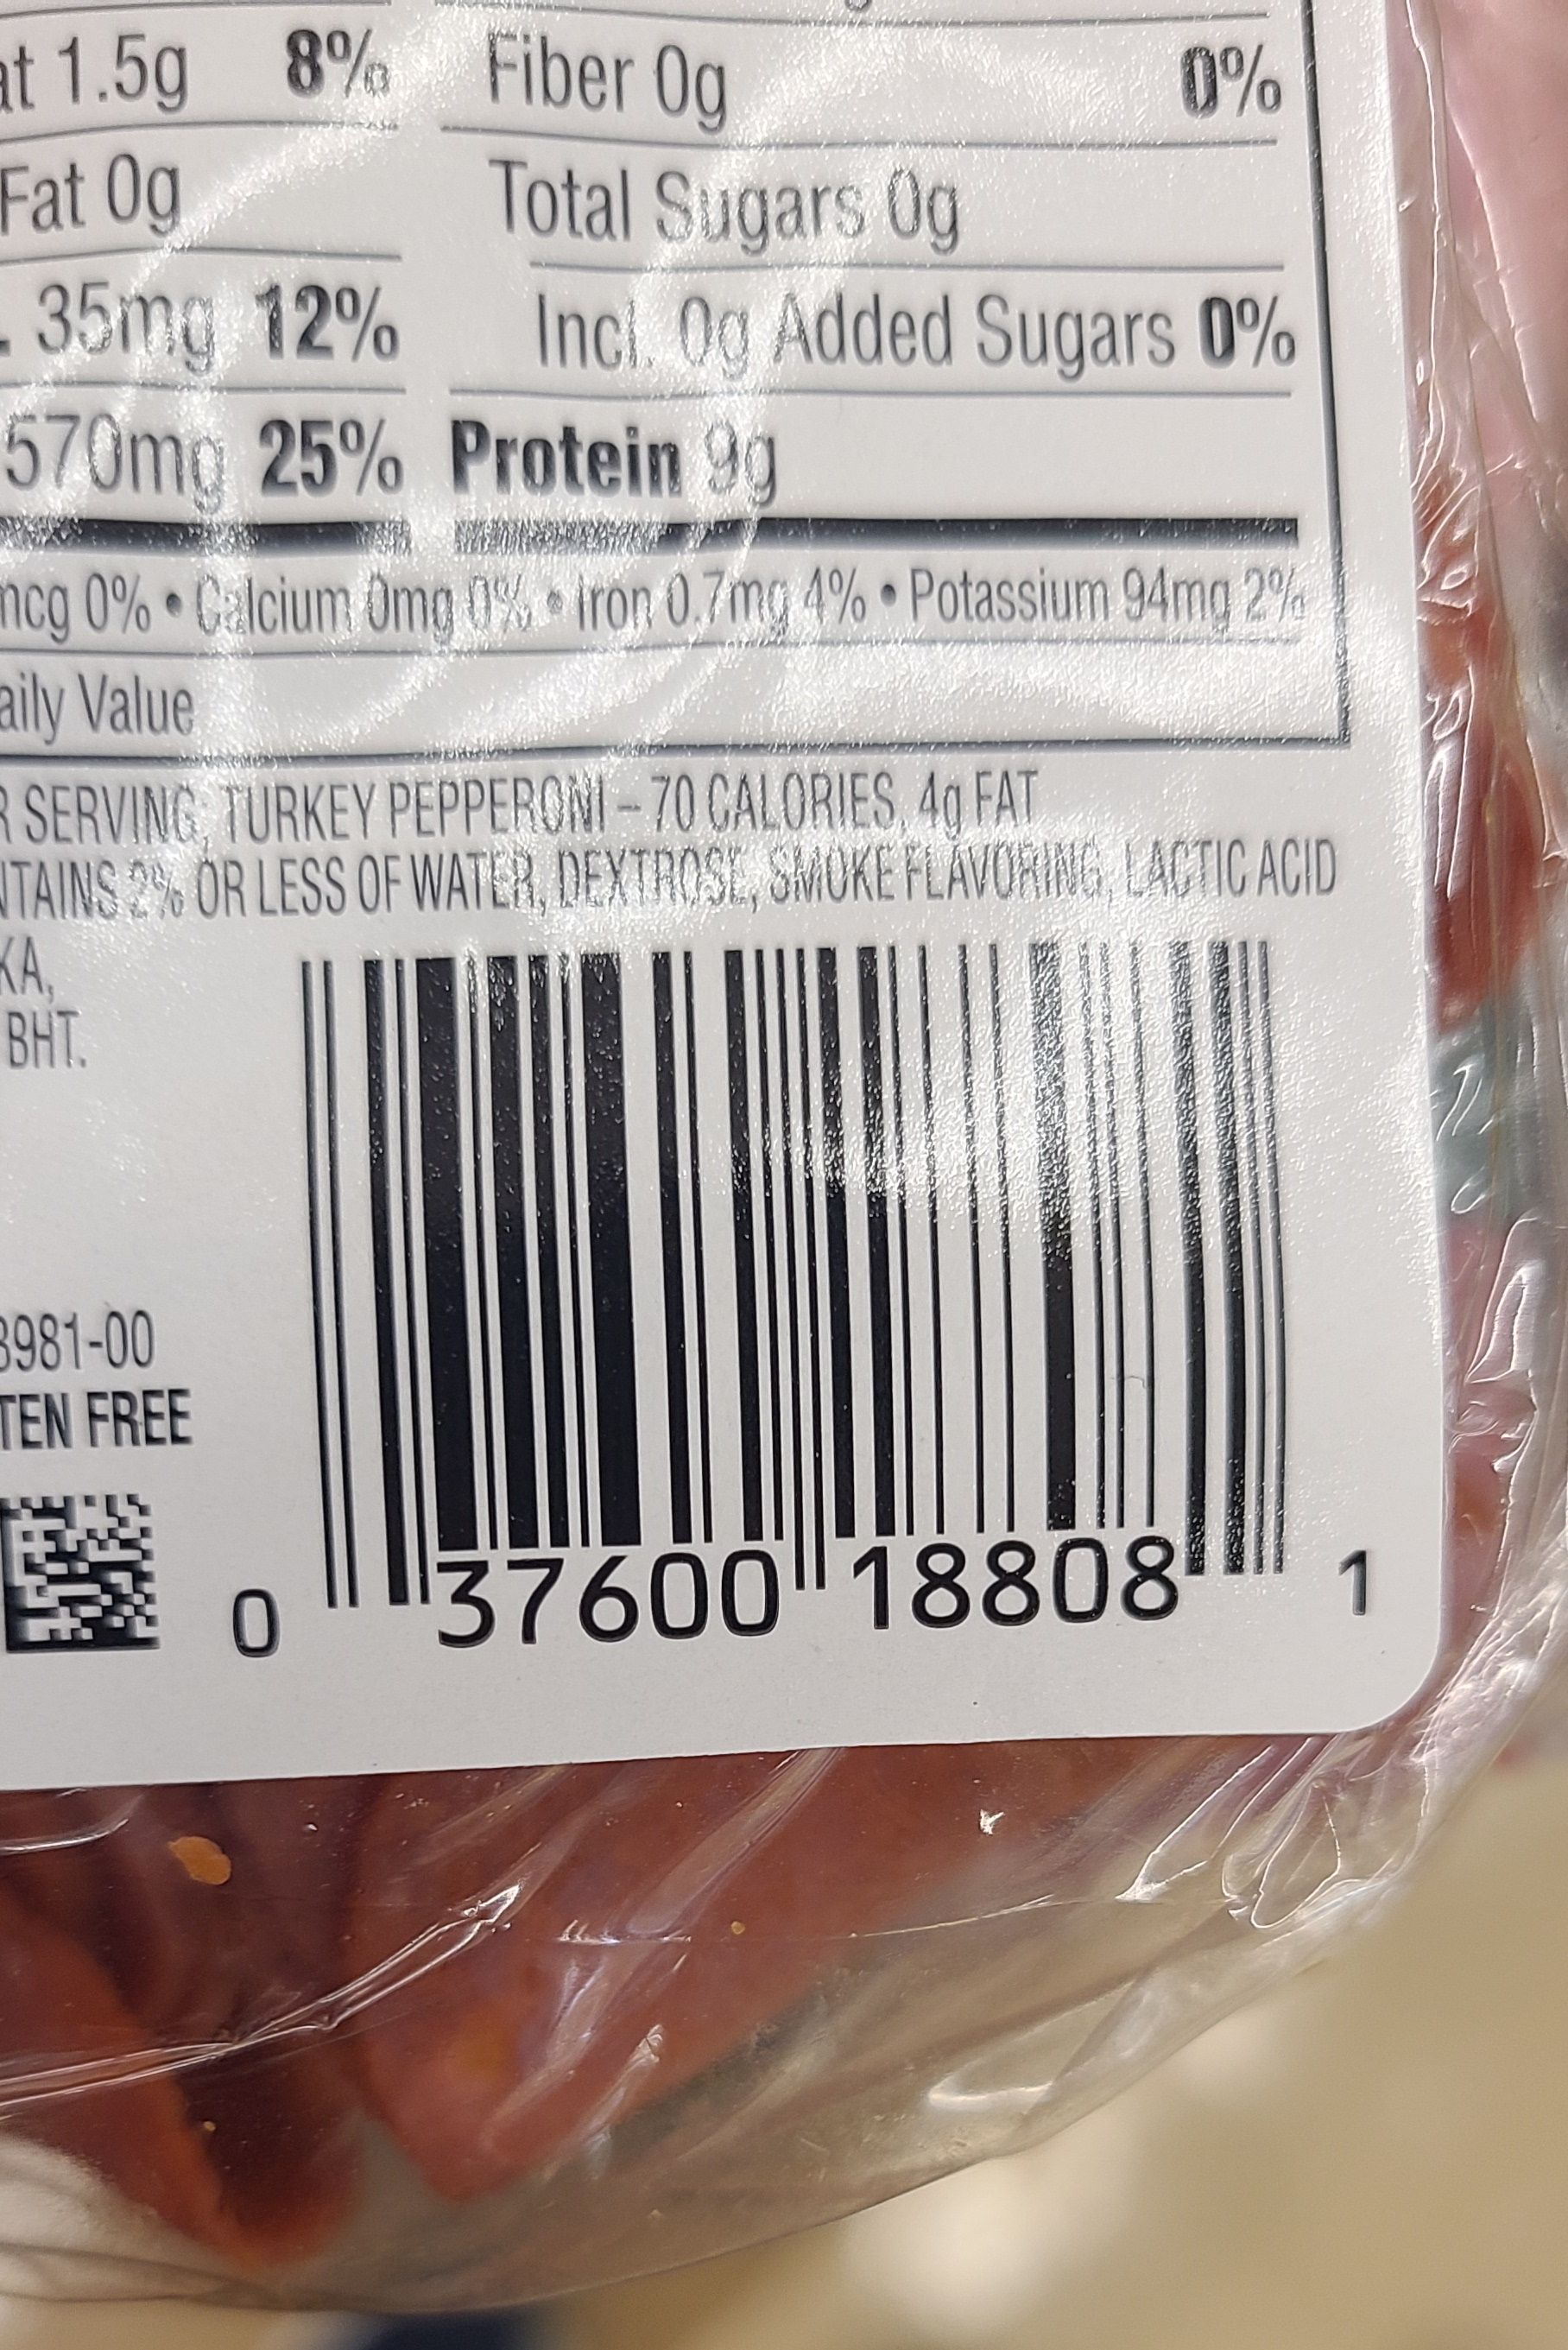 at 1.5g 8% Fiber 0g 0%
Fat 0g Total Sugars 0g
. 35mg 12% Incl. 0g Added Sugars 0%
570mg 25% Protein 9g
mcg 0% • Calcium 0mg 0% • Iron 0.7mg 4% • Potassium 94mg 2%
aily Value
R SERVING, TURKEY PEPPERONI – 70 CALORIES, 4g FAT
NTAINS 2% OR LESS OF WATER, DEXTROSE, SMOKE FLAVORING, LACTIC ACID
KA,
BHT.
3981-00
TEN FREE
0 37600 18808 1